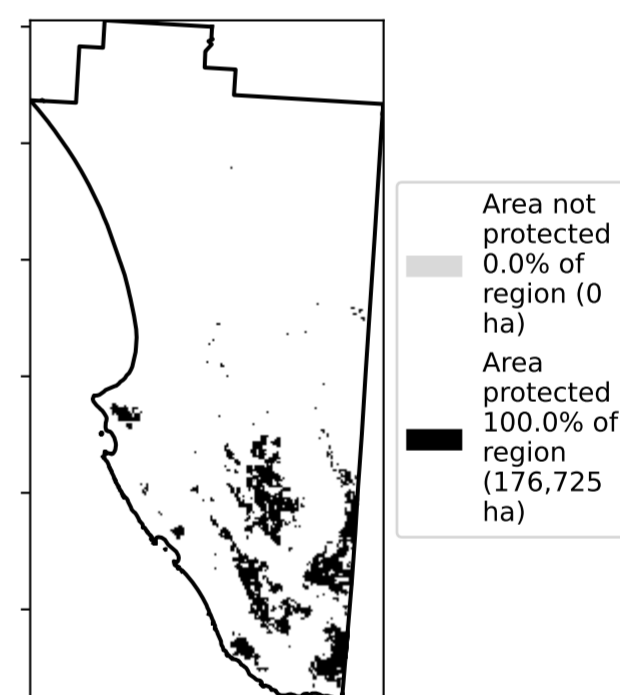 Area not
protected
0.0% of
region (0
ha)
Area
protected
100.0% of
region
(176,725
ha)